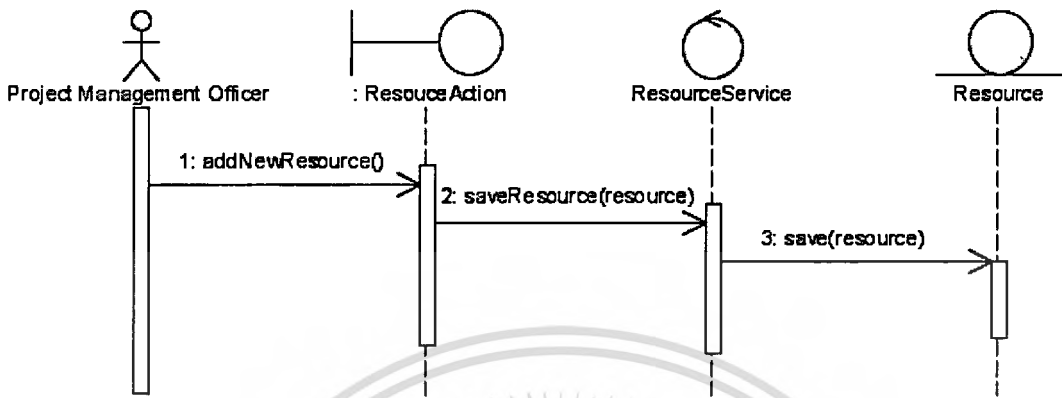 Project Management Officer
: ResouceAction
ResourceService
Resource
1: addNewResource()
2: saveResource(resource)
3: save(resource)